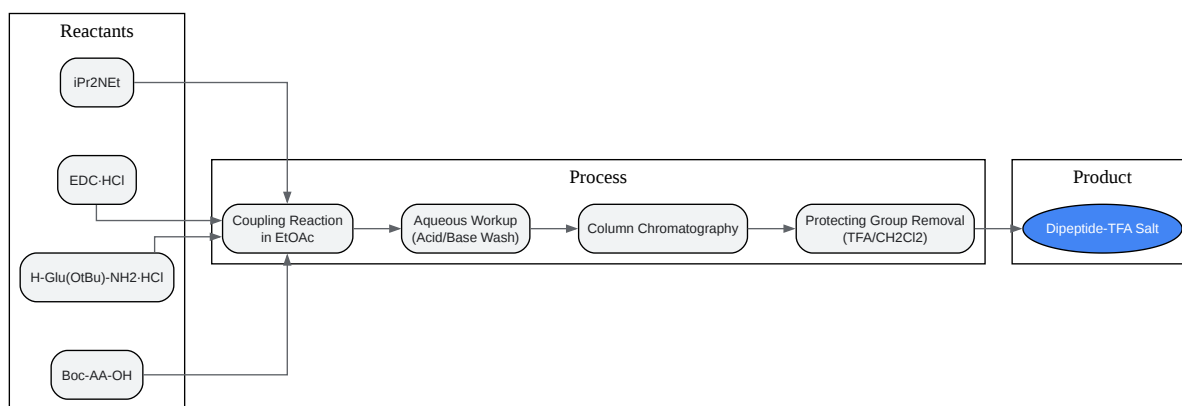 Reactants
iPr2NEt
EDC·HCl
H-Glu(OtBu)-NH2·HCl
Boc-AA-OH
Process
Coupling Reaction
in EtOAc
Aqueous Workup
(Acid/Base Wash)
Column Chromatography
Protecting Group Removal
(TFA/CH2Cl2)
Product
Dipeptide-TFA Salt